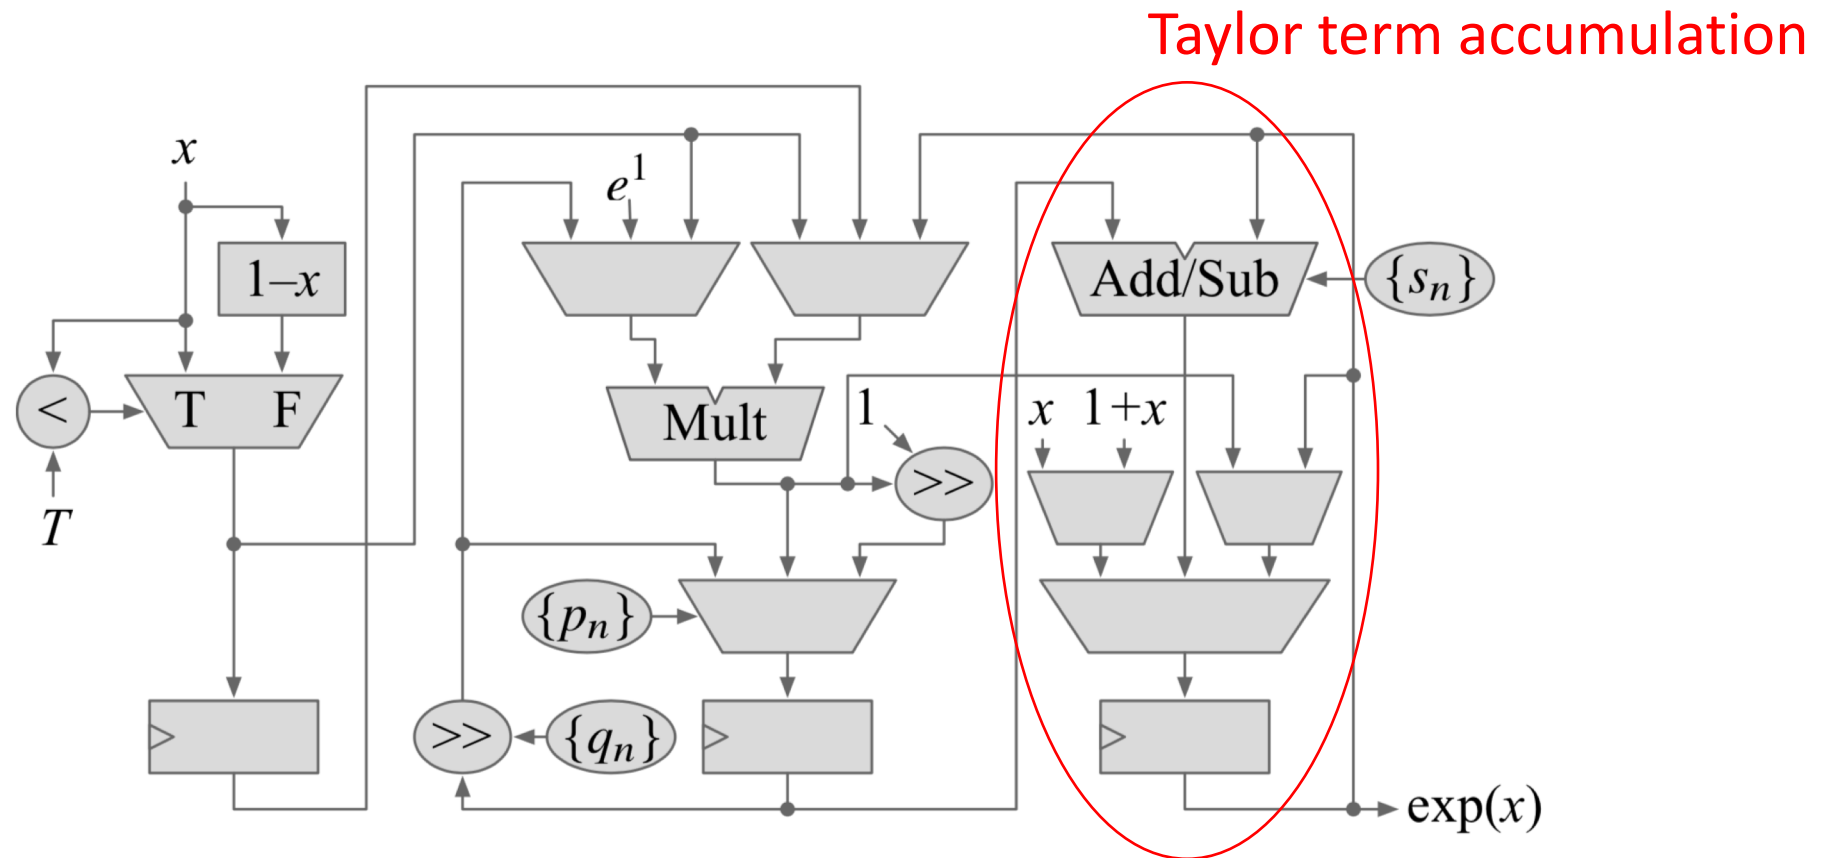 Taylor term accumulation
x
e^1
1–x
Add/Sub
{s_n}
<
T F
Mult
1
x 1+x
>>
T
{p_n}
>>
{q_n}
exp(x)